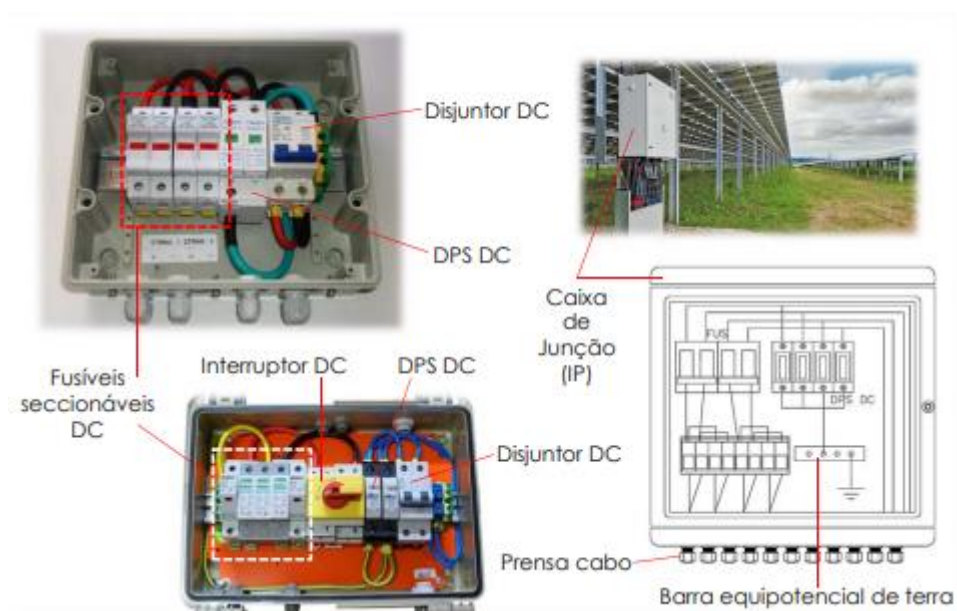 Disjuntor DC
DPS DC
Fusíveis
seccionáveis
DC
Interruptor DC
DPS DC
Disjuntor DC
Caixa
de
Junção
(IP)
FUS
DPS DC
Prensa cabo
Barra equipotencial de terra